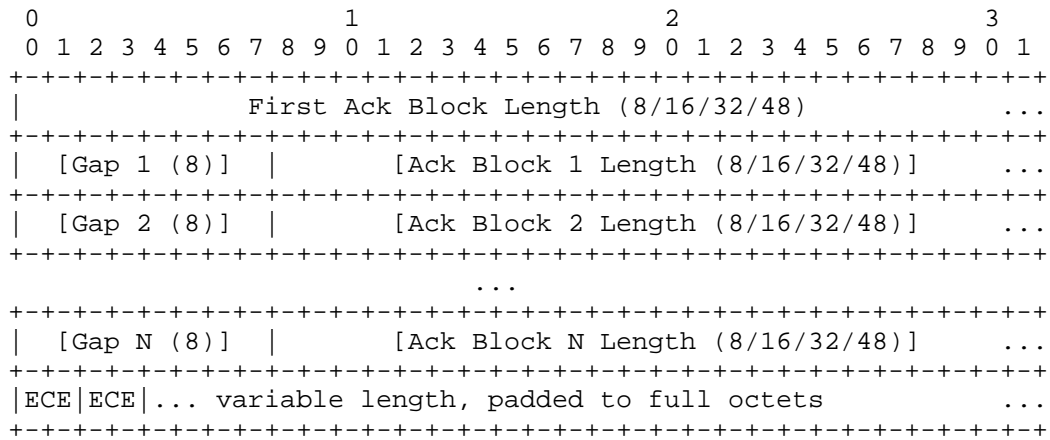 0                   1                   2                   3
 0 1 2 3 4 5 6 7 8 9 0 1 2 3 4 5 6 7 8 9 0 1 2 3 4 5 6 7 8 9 0 1
+-+-+-+-+-+-+-+-+-+-+-+-+-+-+-+-+-+-+-+-+-+-+-+-+-+-+-+-+-+-+-+-+
|              First Ack Block Length (8/16/32/48)            ...
+-+-+-+-+-+-+-+-+-+-+-+-+-+-+-+-+-+-+-+-+-+-+-+-+-+-+-+-+-+-+-+-+
|  [Gap 1 (8)]  |       [Ack Block 1 Length (8/16/32/48)]     ...
+-+-+-+-+-+-+-+-+-+-+-+-+-+-+-+-+-+-+-+-+-+-+-+-+-+-+-+-+-+-+-+-+
|  [Gap 2 (8)]  |       [Ack Block 2 Length (8/16/32/48)]     ...
+-+-+-+-+-+-+-+-+-+-+-+-+-+-+-+-+-+-+-+-+-+-+-+-+-+-+-+-+-+-+-+-+
                             ...
+-+-+-+-+-+-+-+-+-+-+-+-+-+-+-+-+-+-+-+-+-+-+-+-+-+-+-+-+-+-+-+-+
|  [Gap N (8)]  |       [Ack Block N Length (8/16/32/48)]     ...
+-+-+-+-+-+-+-+-+-+-+-+-+-+-+-+-+-+-+-+-+-+-+-+-+-+-+-+-+-+-+-+-+
|ECE|ECE|... variable length, padded to full octets           ...
+-+-+-+-+-+-+-+-+-+-+-+-+-+-+-+-+-+-+-+-+-+-+-+-+-+-+-+-+-+-+-+-+